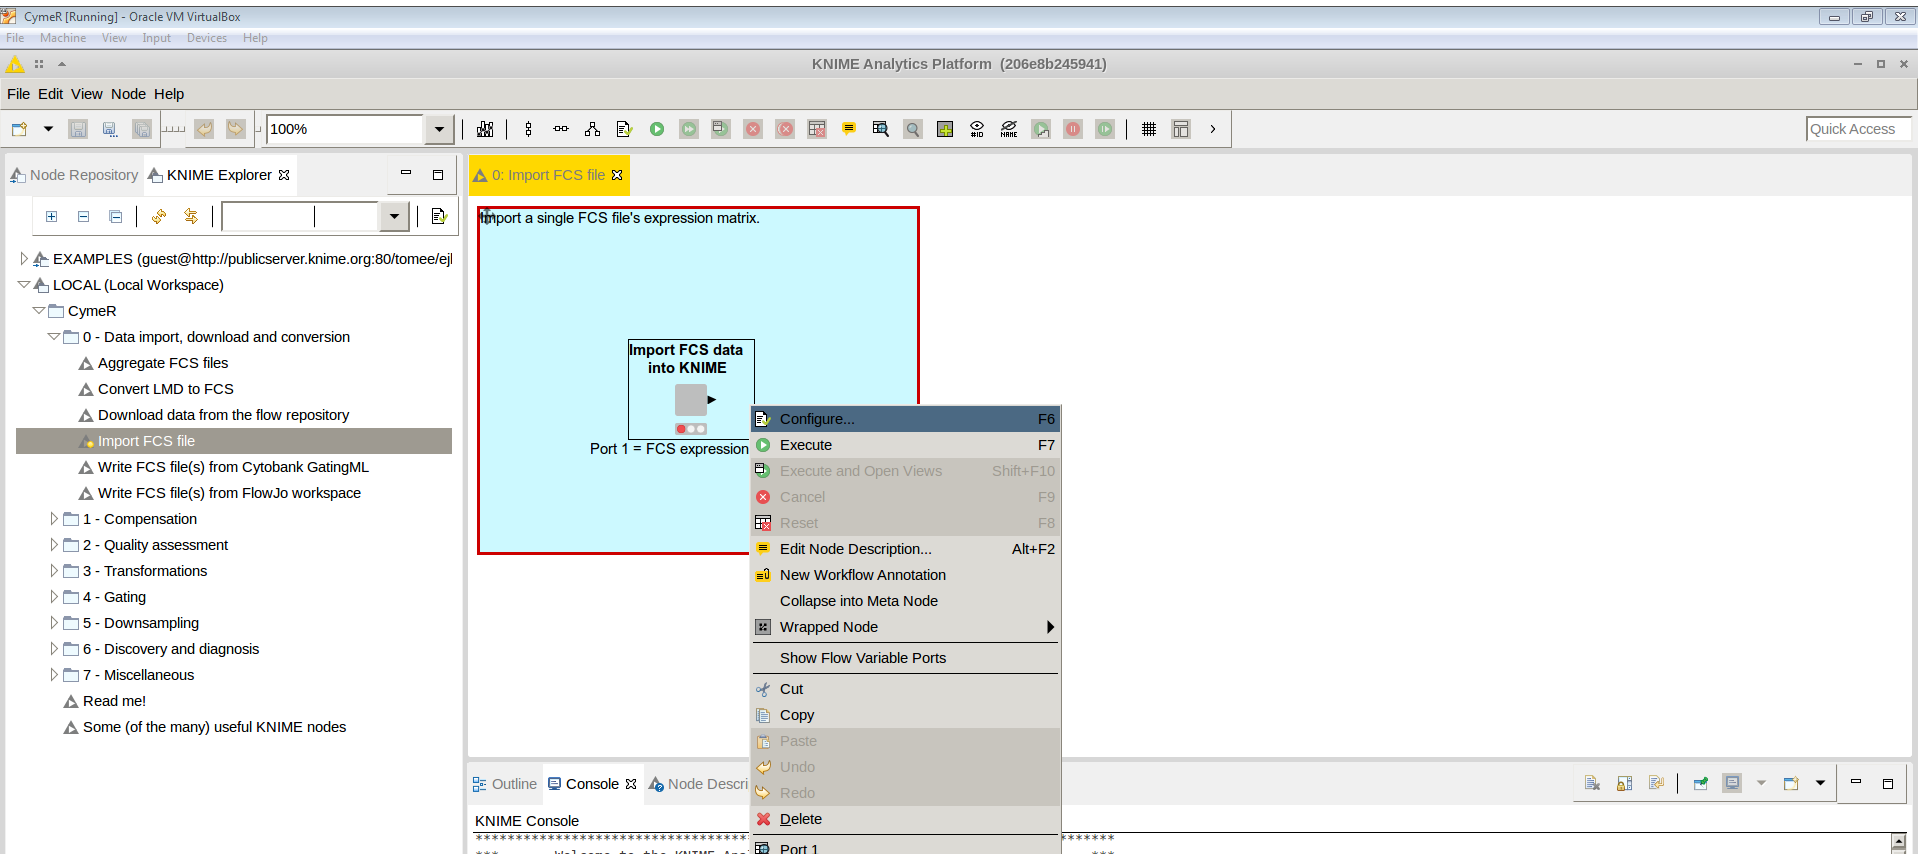 CymeR [Running] - Oracle VM VirtualBox
File Machine View Input Devices Help
KNIME Analytics Platform (206e8b245941)
File Edit View Node Help
100%
#ID
NAME
Quick Access
Node Repository
KNIME Explorer
0: Import FCS file
Import a single FCS file's expression matrix.
EXAMPLES (guest@http://publicserver.knime.org:80/tomee/ej
LOCAL (Local Workspace)
CymeR
0 - Data import, download and conversion
Aggregate FCS files
Convert LMD to FCS
Download data from the flow repository
Import FCS file
Write FCS file(s) from Cytobank GatingML
Write FCS file(s) from FlowJo workspace
1 - Compensation
2 - Quality assessment
3 - Transformations
4 - Gating
5 - Downsampling
6 - Discovery and diagnosis
7 - Miscellaneous
Read me!
Some (of the many) useful KNIME nodes
Import FCS data
into KNIME
Port 1 = FCS expression
Configure... F6
Execute F7
Execute and Open Views Shift+F10
Cancel F9
Reset F8
Edit Node Description... Alt+F2
New Workflow Annotation
Collapse into Meta Node
Wrapped Node
Show Flow Variable Ports
Cut
Copy
Paste
Undo
Redo
Delete
Port 1
Outline
Console
Node Descri
KNIME Console